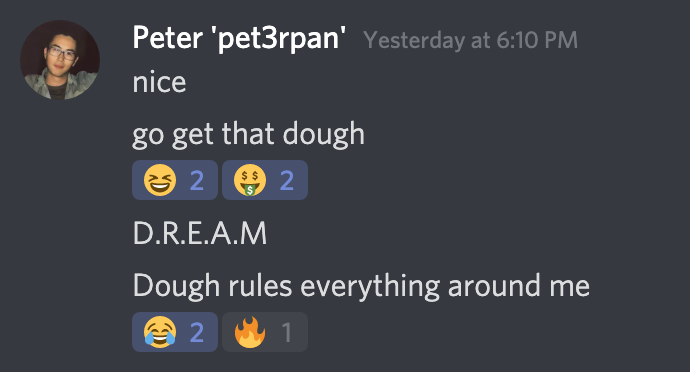 Peter 'pet3rpan' Yesterday at 6:10 PM
nice
go get that dough
2 2
D.R.E.A.M
Dough rules everything around me
2 1